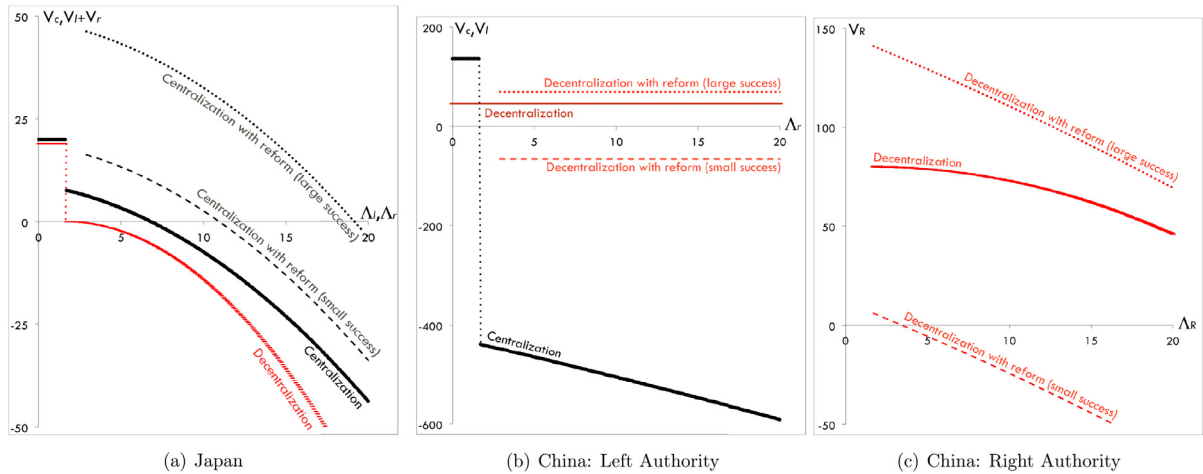 50
Vc,Vl+Vr
25
0
-25
-50
0
5
10
15
20
Λl,Λr
Centralization with reform (large success)
Centralization with reform (small success)
Centralization
Decentralization
(a) Japan
200
Vc,Vl
0
-200
-400
-600
0
5
10
15
20
Λr
Decentralization with reform (large success)
Decentralization
Decentralization with reform (small success)
Centralization
(b) China: Left Authority
150
VR
100
50
0
-50
0
5
10
15
20
ΛR
Decentralization with reform (large success)
Decentralization
Decentralization with reform (small success)
(c) China: Right Authority